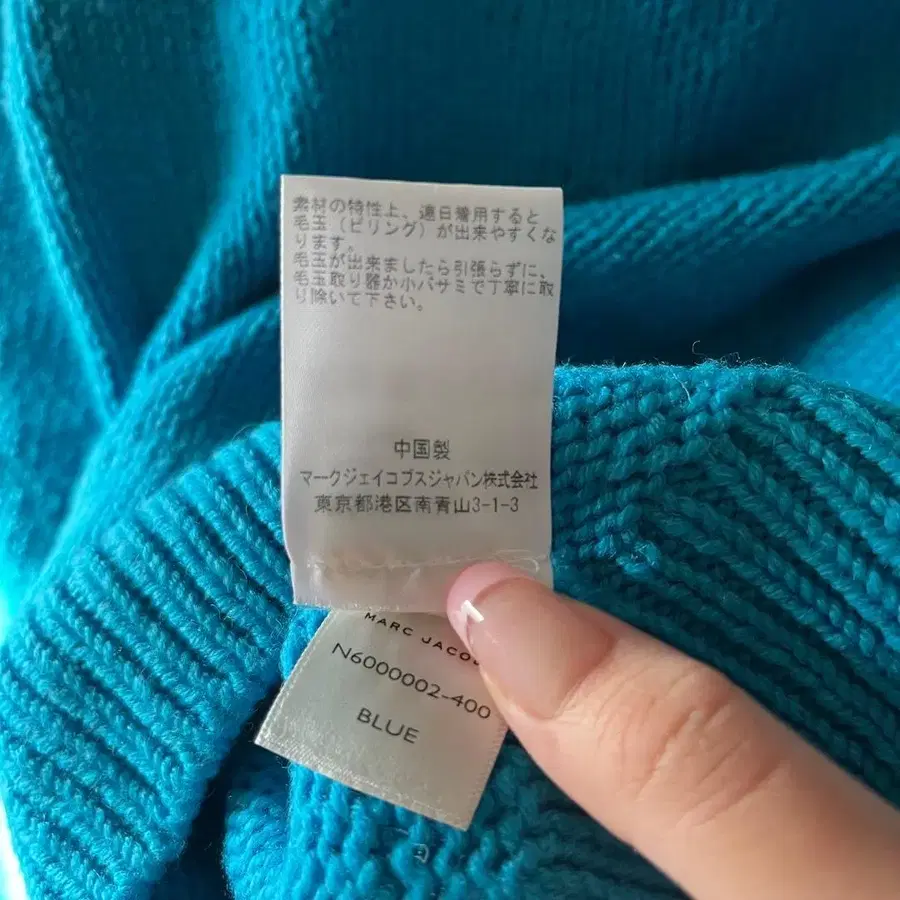 素材の特性上、連日着用すると
毛玉（ピリング）が出来やすくな
ります。
毛玉が出来ましたら引張らずに、
毛玉取り器か小バサミで丁寧に取
り除いて下さい。
中国製
マークジェイコブスジャパン株式会社
東京都港区南青山3-1-3
MARC JACO
N6000002-400
BLUE